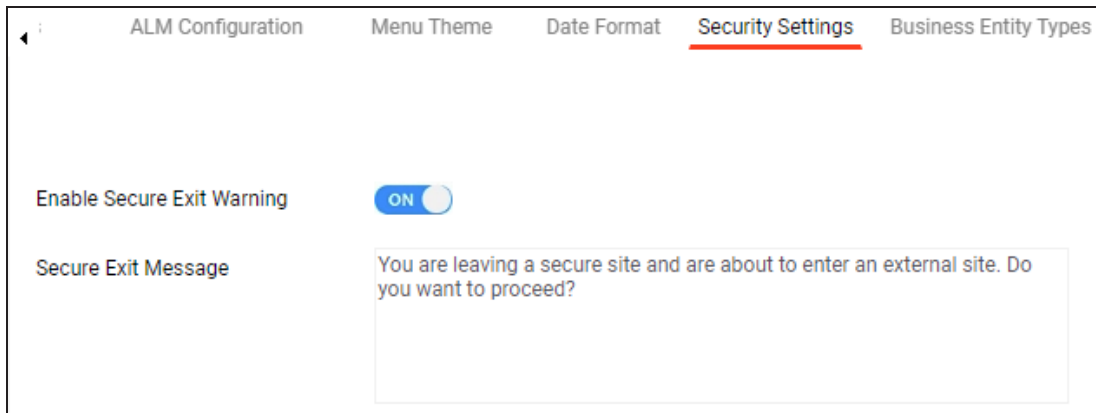 ALM Configuration Menu Theme Date Format Security Settings Business Entity Types
Enable Secure Exit Warning ON
Secure Exit Message
You are leaving a secure site and are about to enter an external site. Do
you want to proceed?